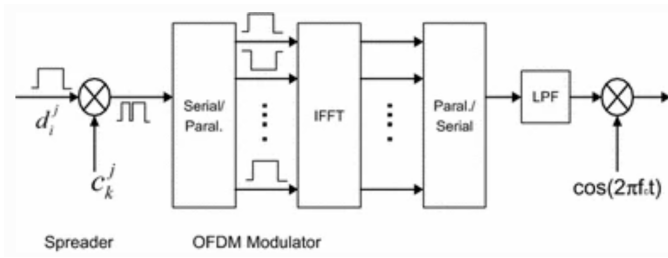 d_i^j
c_k^j
Serial/
Paral.
IFFT
Paral./
Serial
LPF
cos(2πf_ct)
Spreader
OFDM Modulator